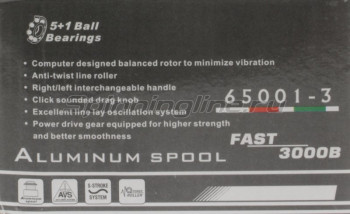 5+1 Ball
Bearings
• Computer designed balanced rotor to minimize vibration
• Anti-twist line roller
• Right/left interchangeable handle
• Click sounded drag knob
• Excellent line lay oscillation system
• Power drive gear equipped for higher strength
and better smoothness
65001-3
FAST
3000B
ALUMINUM SPOOL
AVS
S-STROKE
SYSTEM